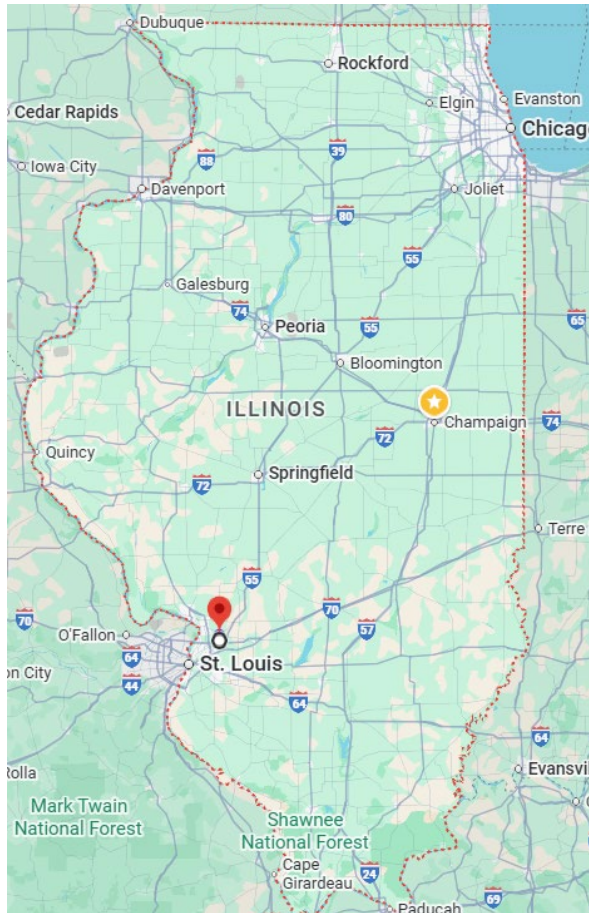 Dubuque
Rockford
Elgin
Evanston
Cedar Rapids
Chicag
88
39
Iowa City
Davenport
Joliet
80
55
Galesburg
74
65
Peoria
55
Bloomington
ILLINOIS
Champaign
74
72
Quincy
Springfield
72
Terre
55
70
70
57
O'Fallon
64
St. Louis
on City
44
64
64
Evansvi
Rolla
Mark Twain
National Forest
Shawnee
National Forest
Cape
Girardeau
24
69
Paducah